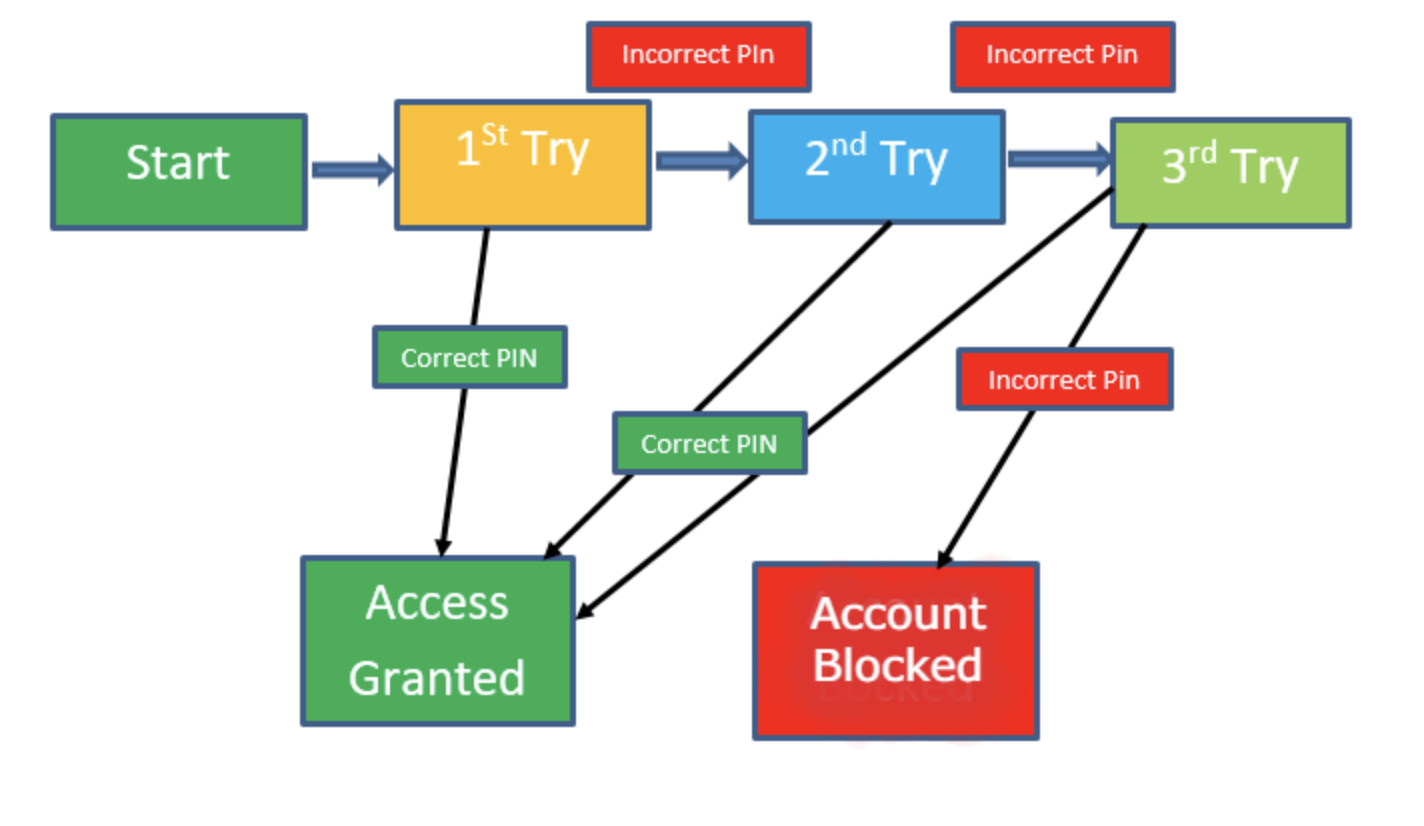 Incorrect PIn
Incorrect Pin
Start
1St Try
2nd Try
3rd Try
Correct PIN
Incorrect Pin
Correct PIN
Access
Granted
Account
Blocked